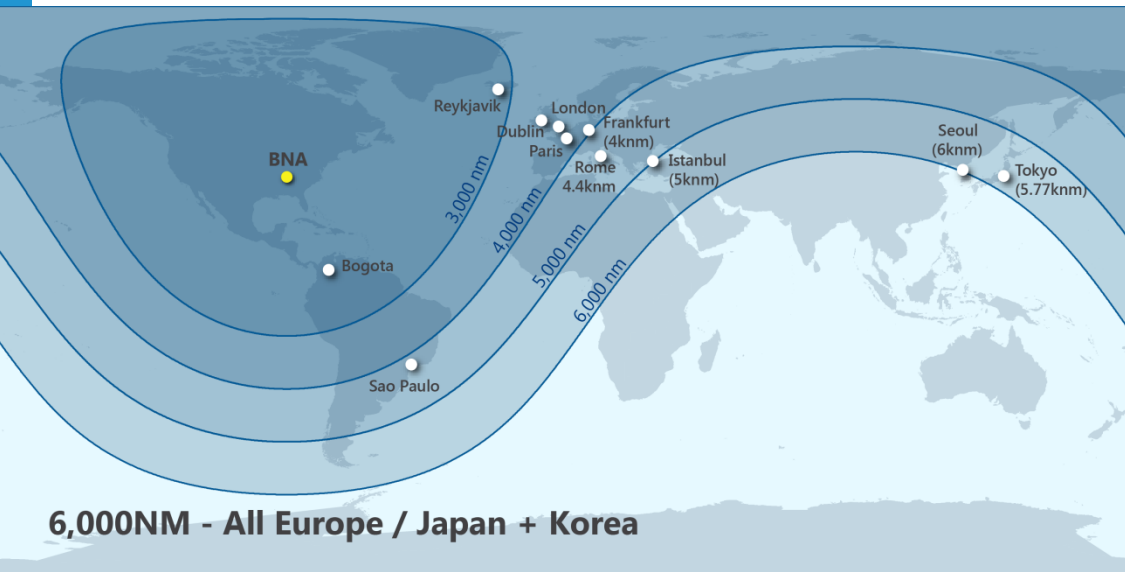 Reykjavik
London
Dublin
Frankfurt
(4knm)
Paris
Rome
4.4knm
Istanbul
(5knm)
Seoul
(6knm)
Tokyo
(5.77knm)
BNA
3,000 nm
4,000 nm
5,000 nm
6,000 nm
Bogota
Sao Paulo
6,000NM - All Europe / Japan + Korea